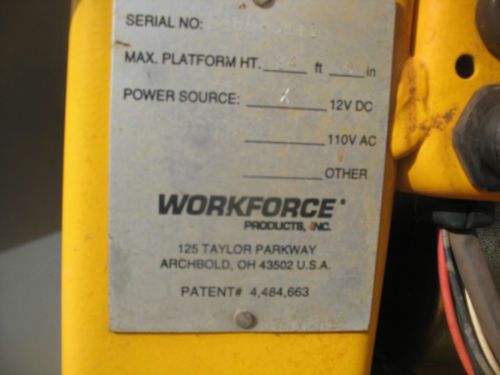 SERIAL NO:
MAX. PLATFORM HT. ft in
POWER SOURCE: X 12V DC
110V AC
OTHER
WORKFORCE®
PRODUCTS, INC.
125 TAYLOR PARKWAY
ARCHBOLD, OH 43502 U.S.A.
PATENT# 4,484,663